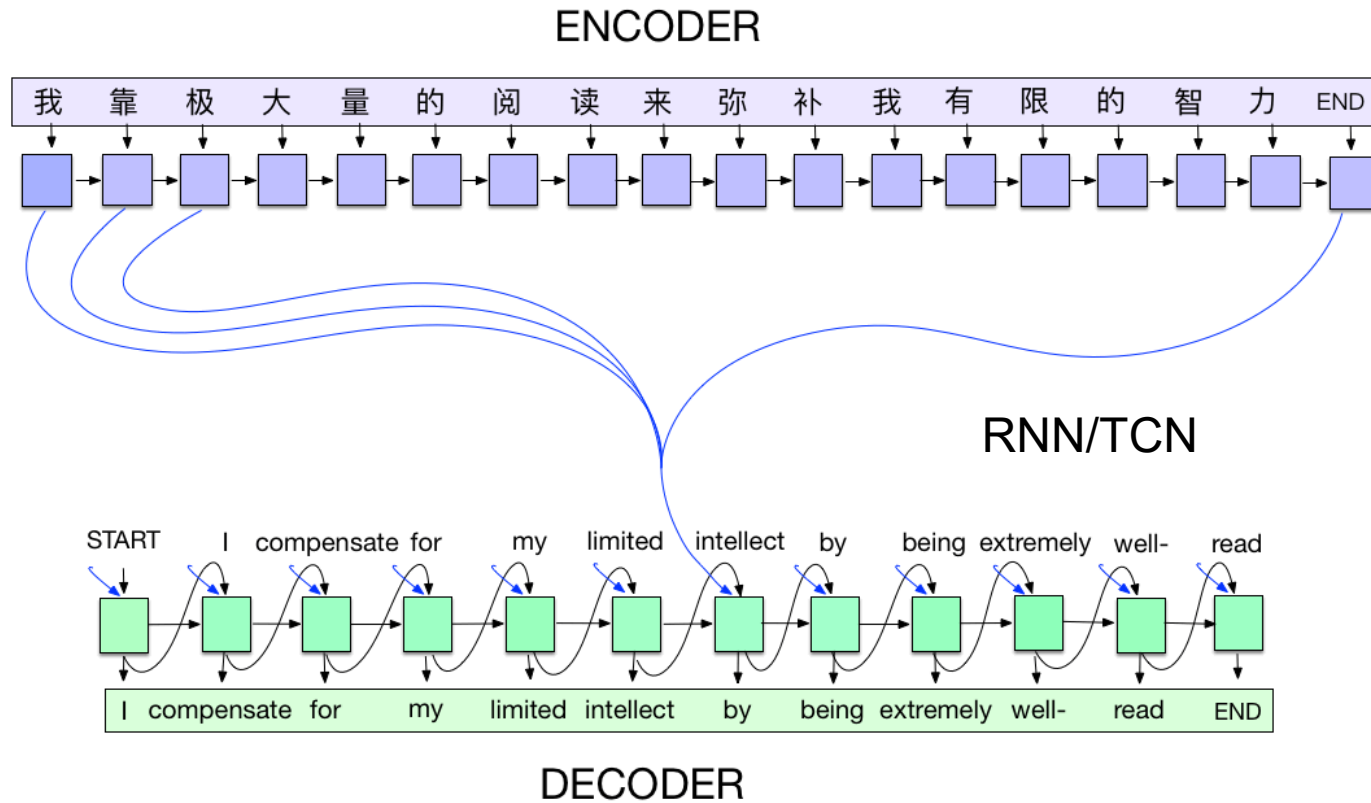 ENCODER
我 靠 极 大 量 的 阅 读 来 弥 补 我 有 限 的 智 力 END
RNN/TCN
START I compensate for my limited intellect by being extremely well- read
I compensate for my limited intellect by being extremely well- read END
DECODER